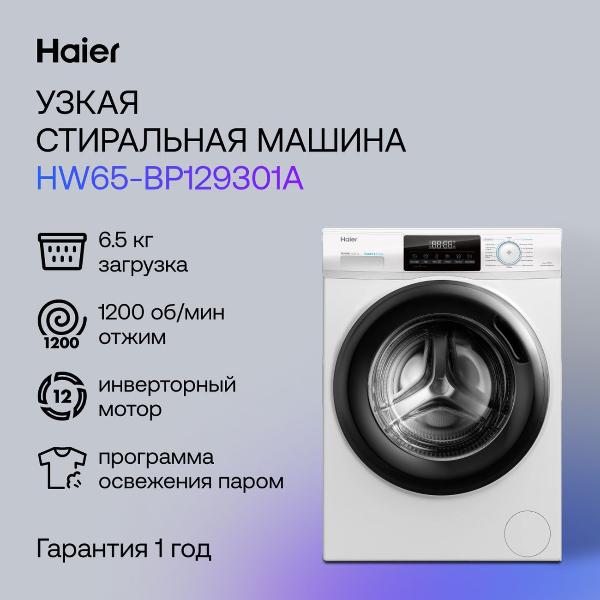 Haier
УЗКАЯ
СТИРАЛЬНАЯ МАШИНА
HW65-BP129301A
6.5 кг
загрузка
1200 об/мин
отжим
1200
инверторный
мотор
12
программа
освежения паром
Гарантия 1 год
Haier